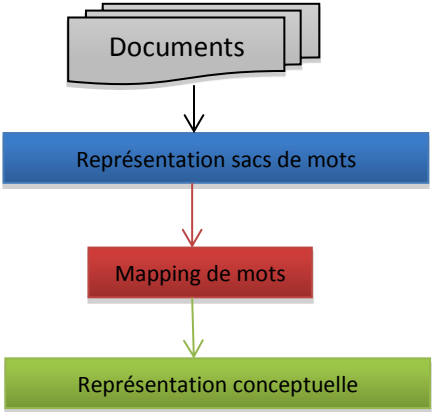 Documents
Représentation sacs de mots
Mapping de mots
Représentation conceptuelle